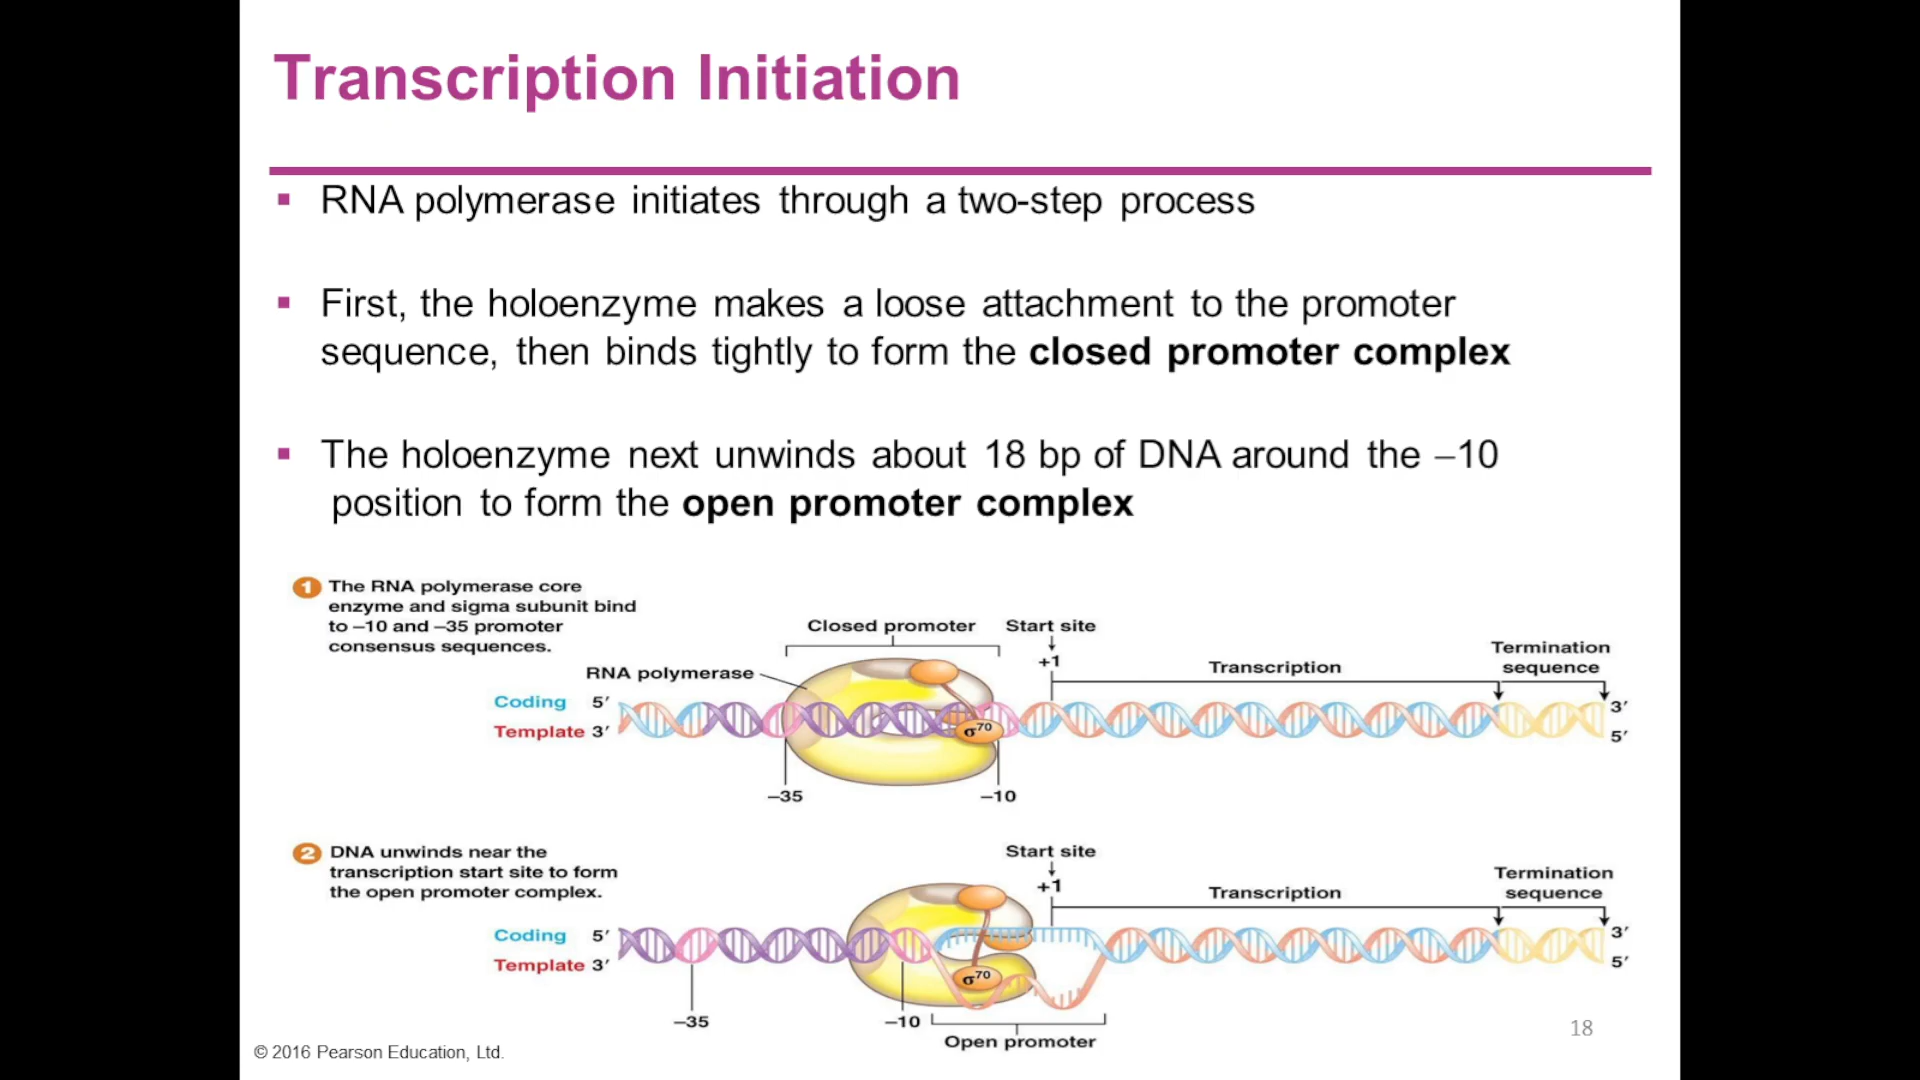 Transcription Initiation
▪ RNA polymerase initiates through a two-step process
▪ First, the holoenzyme makes a loose attachment to the promoter
sequence, then binds tightly to form the closed promoter complex
▪ The holoenzyme next unwinds about 18 bp of DNA around the –10
position to form the open promoter complex
1 The RNA polymerase core
enzyme and sigma subunit bind
to –10 and –35 promoter
consensus sequences.
Closed promoter
Start site
+1
RNA polymerase
Transcription
Termination
sequence
Coding 5′
Template 3′
σ70
3′
5′
–35
–10
2 DNA unwinds near the
transcription start site to form
the open promoter complex.
Start site
+1
Transcription
Termination
sequence
Coding 5′
Template 3′
σ70
3′
5′
–35
–10
Open promoter
18
© 2016 Pearson Education, Ltd.